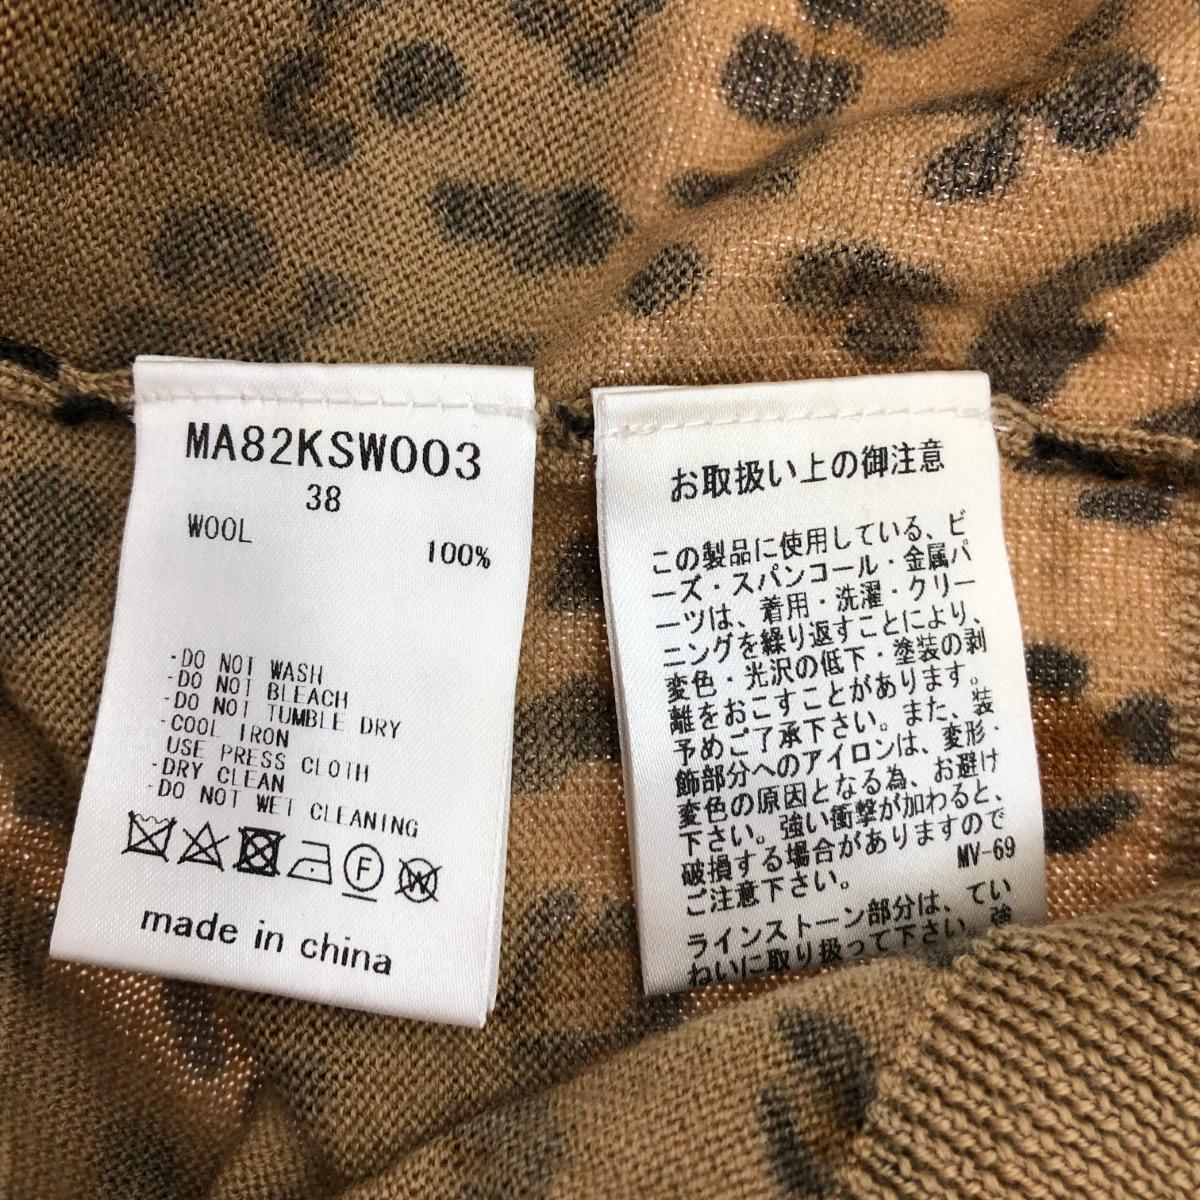 MA82KSW003
38
WOOL
100%
-DO NOT WASH
-DO NOT BLEACH
-DO NOT TUMBLE DRY
-COOL IRON
USE PRESS CLOTH
-DRY CLEAN
-DO NOT WET CLEANING
F
W
made in china
お取扱い上の御注意
この製品に使用している、ビ
ーズ・スパンコール・金属パ
ーツは、着用・洗濯・クリー
ニングを繰り返すことにより、
変色・光沢の低下・塗装の剥
離をおこすことがあります。
予めご了承下さい。また、装
飾部分へのアイロンは、変形・
変色の原因となる為、お避け
下さい。強い衝撃が加わると、
破損する場合がありますので
ご注意下さい。
MV-69
ラインストーン部分は、てい
ねいに取り扱って下さい。強